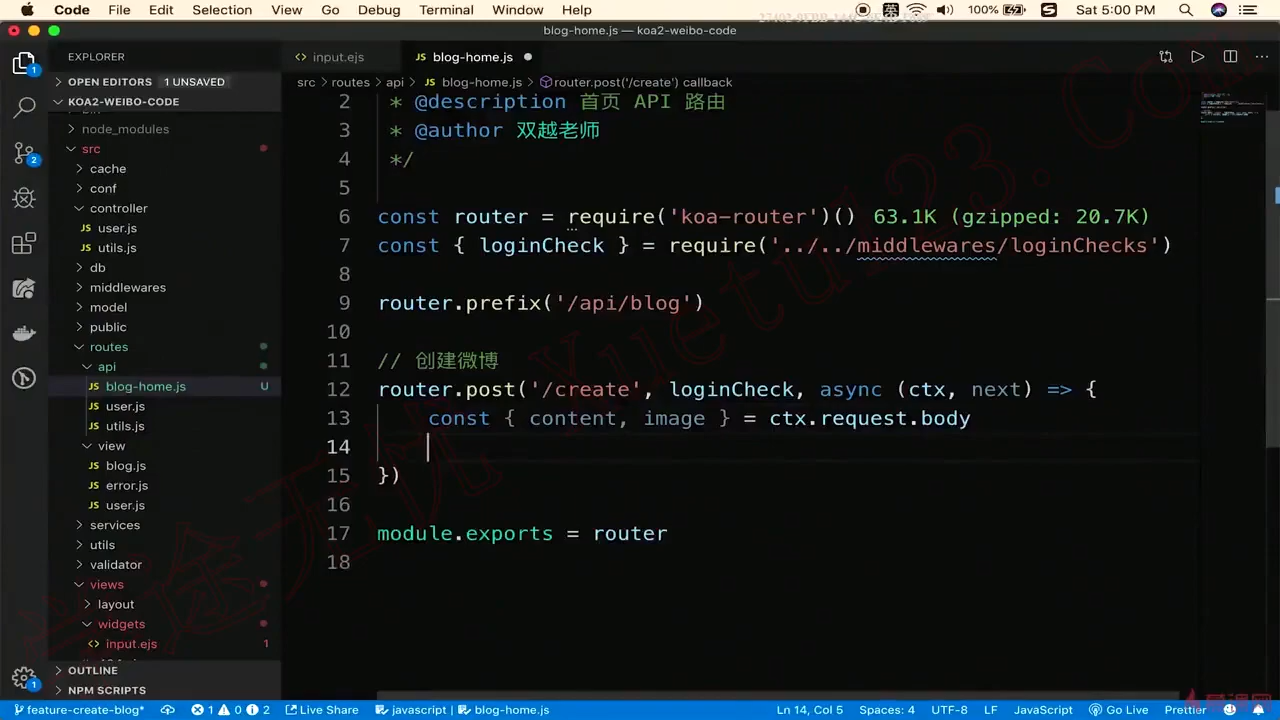 Code File Edit Selection View Go Debug Terminal Window Help 英 100% Sat 5:00 PM
blog-home.js — koa2-weibo-code
EXPLORER
OPEN EDITORS 1 UNSAVED
KOA2-WEIBO-CODE
node_modules
src
cache
conf
controller
user.js
utils.js
db
middlewares
model
public
routes
api
blog-home.js U
user.js
utils.js
view
blog.js
error.js
user.js
services
utils
validator
views
layout
widgets
input.ejs 1
OUTLINE
NPM SCRIPTS
input.ejs
JS blog-home.js
src > routes > api > JS blog-home.js > router.post('/create') callback
2 * @description 首页 API 路由
3 * @author 双越老师
4 */
5
6 const router = require('koa-router')() 63.1K (gzipped: 20.7K)
7 const { loginCheck } = require('../../middlewares/loginChecks')
8
9 router.prefix('/api/blog')
10
11 // 创建微博
12 router.post('/create', loginCheck, async (ctx, next) => {
13 const { content, image } = ctx.request.body
14
15 })
16
17 module.exports = router
18
feature-create-blog* 1 0 2 Live Share javascript | blog-home.js Ln 14, Col 5 Spaces: 4 UTF-8 LF JavaScript Go Live Prettier